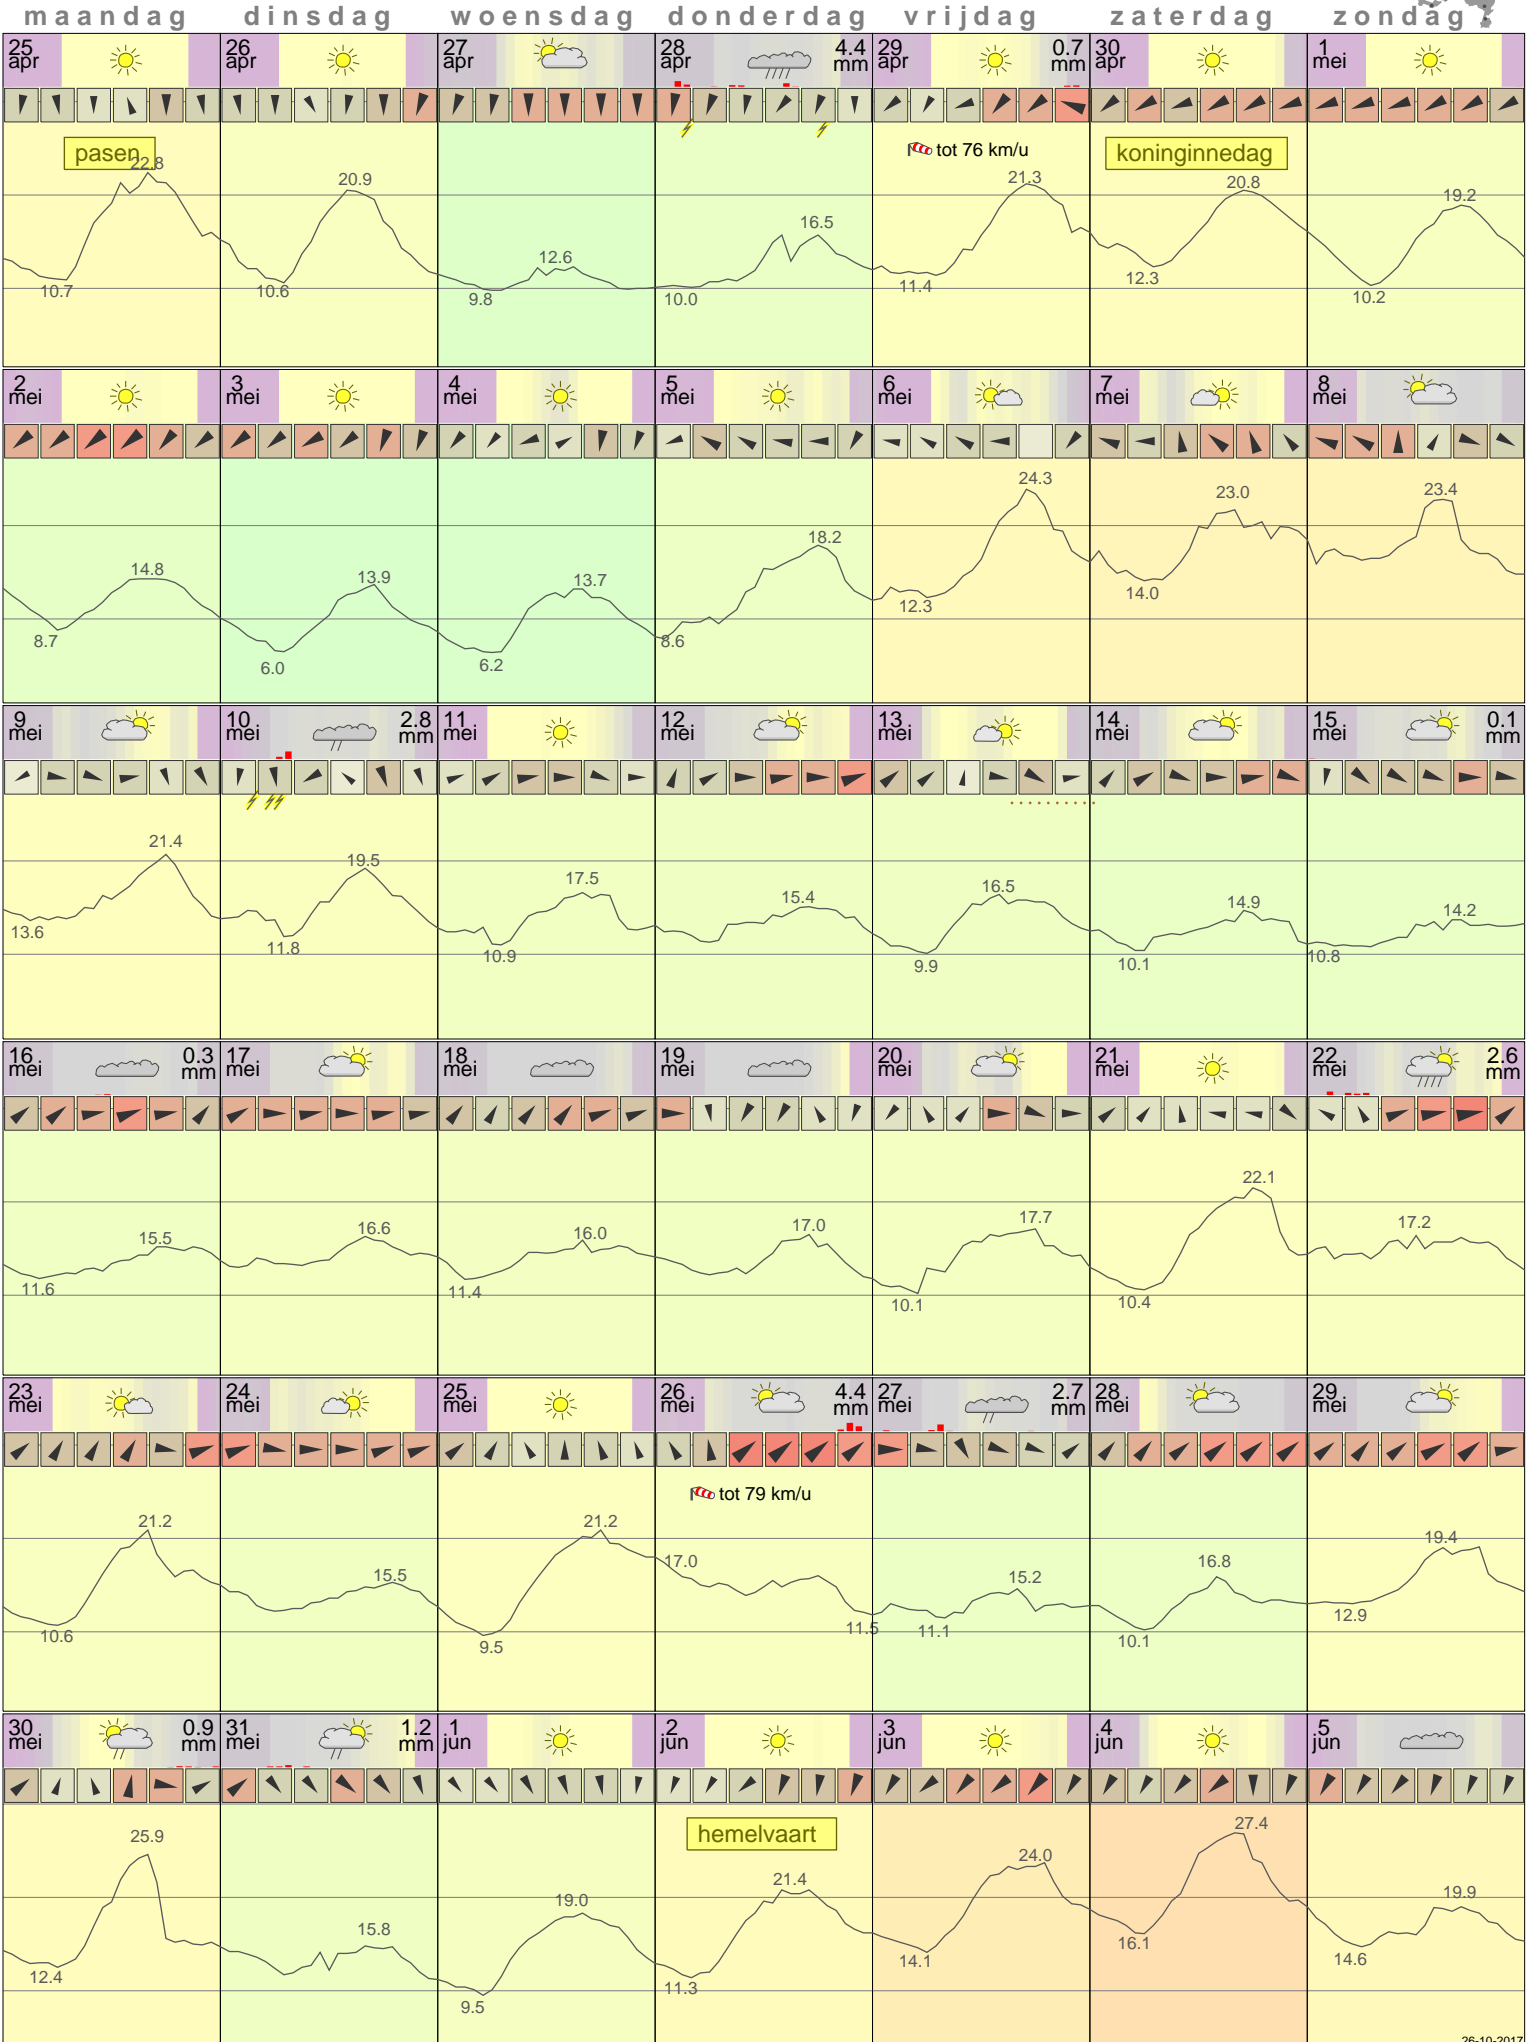 maandag dinsdag woensdag donderdag vrijdag zaterdag zondag
25 26 27 28 4.4 29 0.7 30 1
apr apr apr apr mm apr mm apr mei
tot 76 km/u
pasen koninginnedag
22.8 20.9 12.6 16.5 21.3 20.8 19.2
10.7 10.6 9.8 10.0 11.4 12.3 10.2
2 3 4 5 6 7 8
mei mei mei mei mei mei mei
14.8 13.9 13.7 18.2 24.3 23.0 23.4
8.7 6.0 6.2 8.6 12.3 14.0
9 10 2.8 11 12 13 14 15 0.1
mei mei mm mei mei mei mei mei mm
21.4 19.5 17.5 15.4 16.5 14.9 14.2
13.6 11.8 10.9 9.9 10.1 10.8
16 0.3 17 18 19 20 21 22 2.6
mei mm mei mei mei mei mei mei mm
15.5 16.6 16.0 17.0 17.7 22.1 17.2
11.6 11.4 10.1 10.4
23 24 25 26 4.4 27 2.7 28 29
mei mei mei mei mm mei mm mei mei
tot 79 km/u
21.2 15.5 21.2 17.0 15.2 16.8 19.4
10.6 9.5 11.5 11.1 10.1 12.9
30 0.9 31 1.2 1 2 3 4 5
mei mm mei mm jun jun jun jun jun
hemelvaart
25.9 15.8 19.0 21.4 24.0 27.4 19.9
12.4 9.5 11.3 14.1 16.1 14.6
26-10-2017